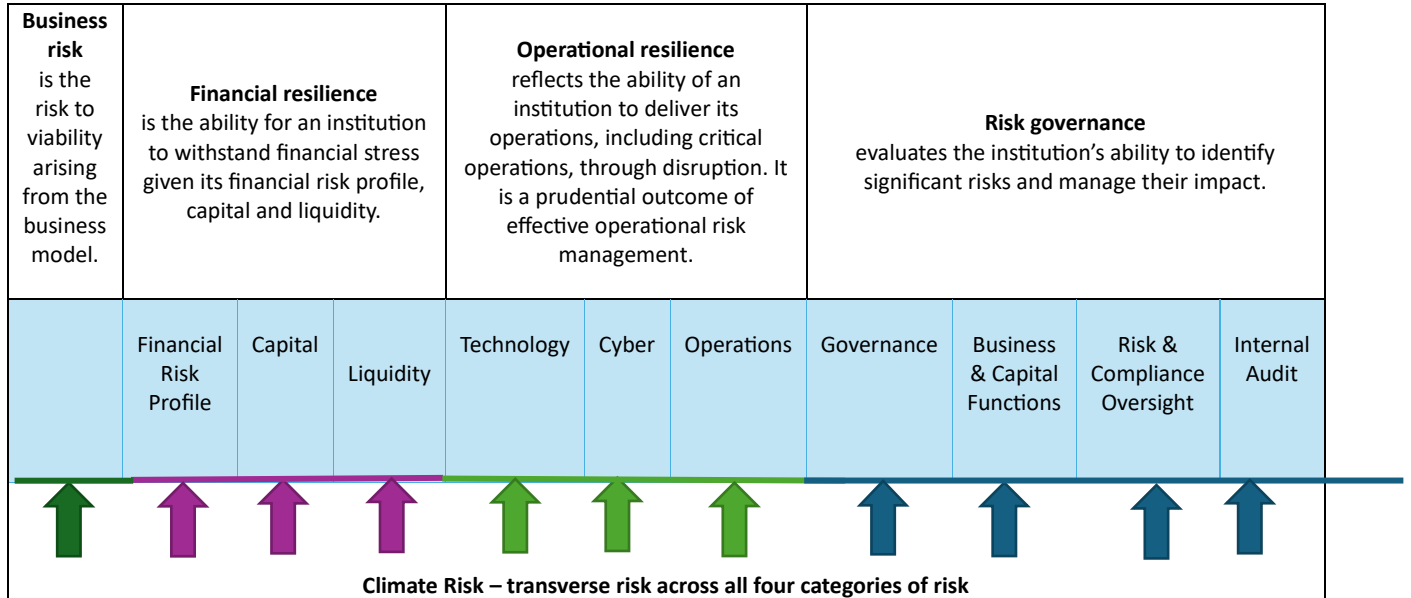 Business
risk
is the
risk to
viability
arising
from the
business
model.
Financial resilience
is the ability for an institution
to withstand financial stress
given its financial risk profile,
capital and liquidity.
Operational resilience
reflects the ability of an
institution to deliver its
operations, including critical
operations, through disruption. It
is a prudential outcome of
effective operational risk
management.
Risk governance
evaluates the institution’s ability to identify
significant risks and manage their impact.
Financial
Risk
Profile
Capital
Liquidity
Technology
Cyber
Operations
Governance
Business
& Capital
Functions
Risk &
Compliance
Oversight
Internal
Audit
Climate Risk – transverse risk across all four categories of risk